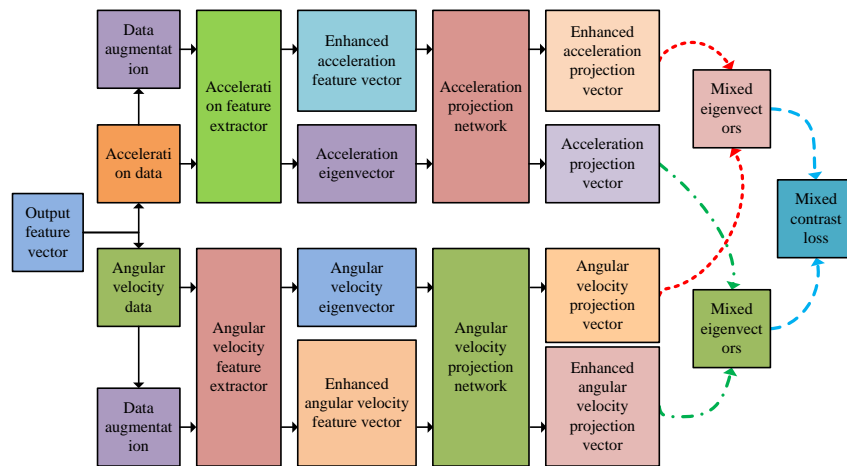 Data
augmentat
ion
Accelerati
on data
Output
feature
vector
Angular
velocity
data
Data
augmentat
ion
Accelerati
on feature
extractor
Angular
velocity
feature
extractor
Enhanced
acceleration
feature vector
Acceleration
eigenvector
Angular
velocity
eigenvector
Enhanced
angular velocity
feature vector
Acceleration
projection
network
Angular
velocity
projection
network
Enhanced
acceleration
projection
vector
Acceleration
projection
vector
Angular
velocity
projection
vector
Enhanced
angular
velocity
projection
vector
Mixed
eigenvect
ors
Mixed
eigenvect
ors
Mixed
contrast
loss